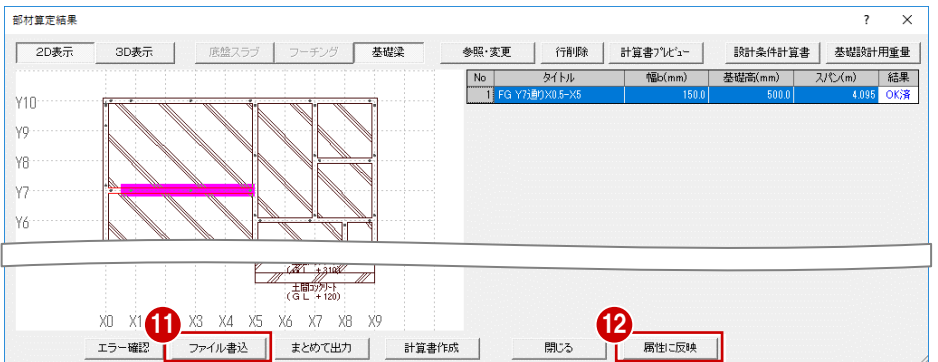 部材算定結果 ? ×
2D表示 3D表示 底盤スラブ フーチング 基礎梁 参照・変更 行削除 計算書プレビュー 設計条件計算書 基礎設計用重量
No タイトル 幅b(mm) 基礎高(mm) スパン(m) 結果
1 FG Y7通りX0.5-X5 150.0 500.0 4.095 OK済
Y10
Y9
Y8
Y7
Y6
(GL +310)
土間コンクリート
(GL +120)
X0 X1 X3 X4 X5 X6 X7 X8 X9
11 12
エラー確認 ファイル書込 まとめて出力 計算書作成 閉じる 属性に反映